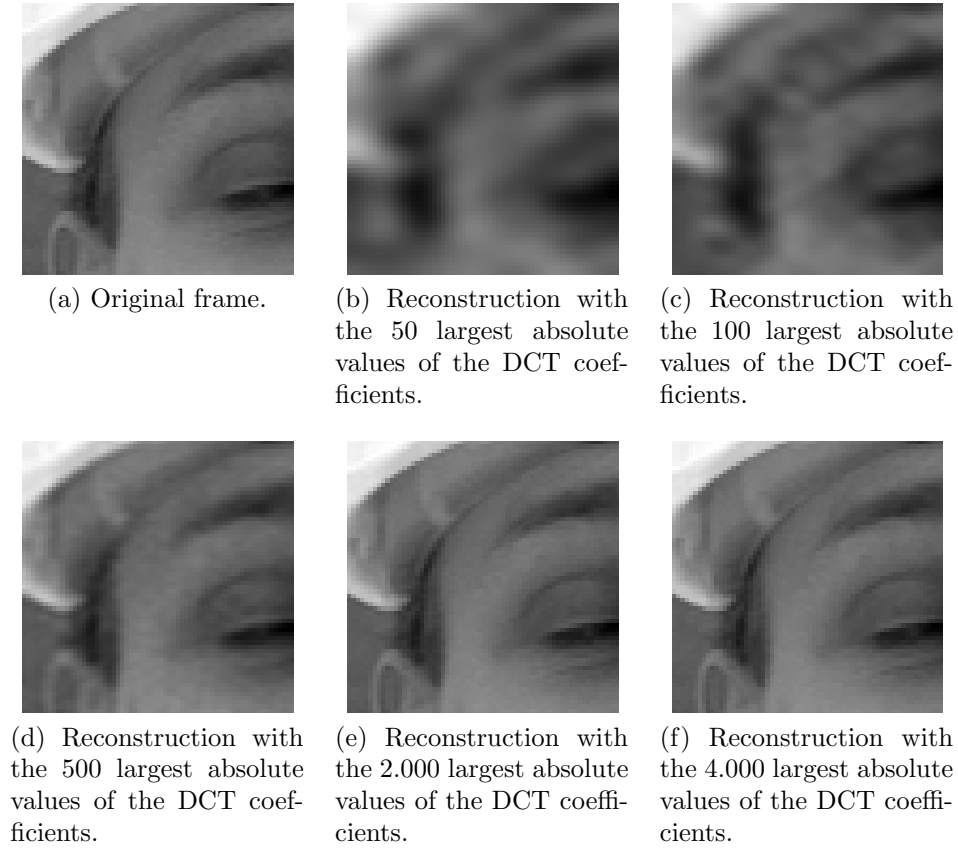 (a) Original frame.
(b) Reconstruction with
the 50 largest absolute
values of the DCT coef-
ficients.
(c) Reconstruction with
the 100 largest absolute
values of the DCT coef-
ficients.
(d) Reconstruction with
the 500 largest absolute
values of the DCT coef-
ficients.
(e) Reconstruction with
the 2.000 largest absolute
values of the DCT coeffi-
cients.
(f) Reconstruction with
the 4.000 largest absolute
values of the DCT coeffi-
cients.